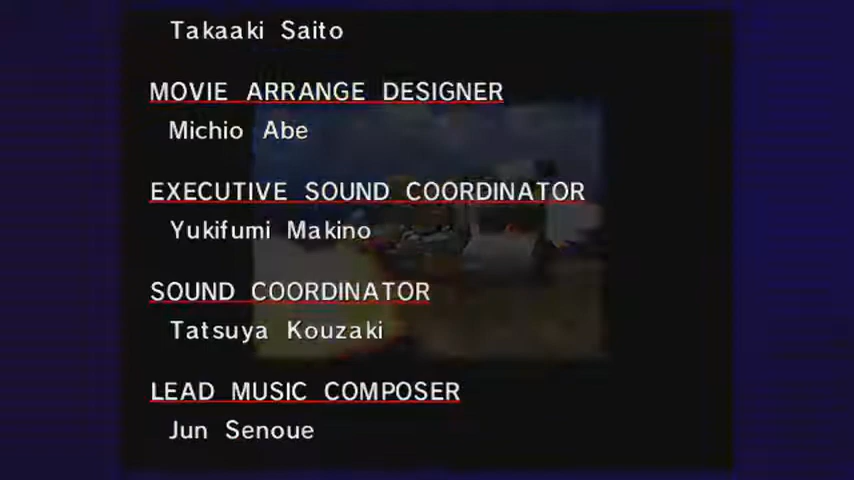 Takaaki Saito
MOVIE ARRANGE DESIGNER
Michio Abe
EXECUTIVE SOUND COORDINATOR
Yukifumi Makino
SOUND COORDINATOR
Tatsuya Kouzaki
LEAD MUSIC COMPOSER
Jun Senoue